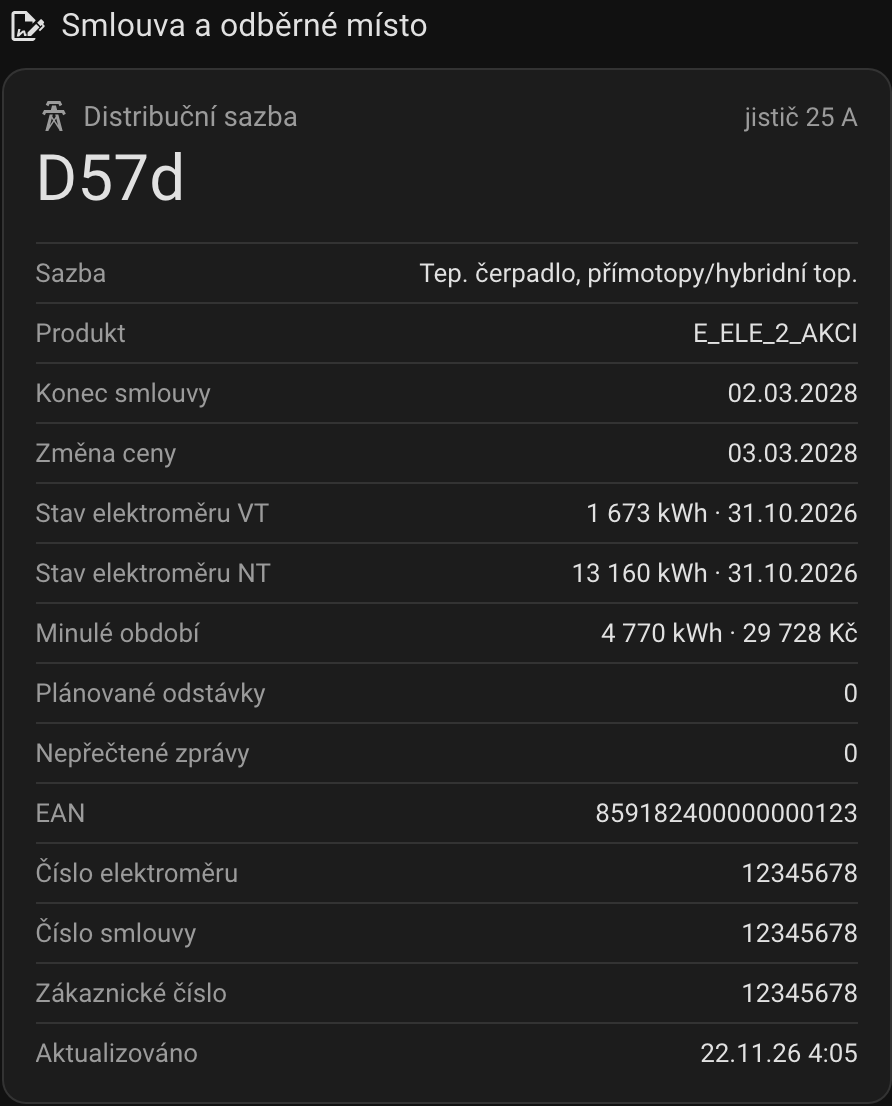 Smlouva a odběrné místo
Distribuční sazba jistič 25 A
D57d
Sazba Tep. čerpadlo, přímotopy/hybridní top.
Produkt E_ELE_2_AKCI
Konec smlouvy 02.03.2028
Změna ceny 03.03.2028
Stav elektroměru VT 1 673 kWh · 31.10.2026
Stav elektroměru NT 13 160 kWh · 31.10.2026
Minulé období 4 770 kWh · 29 728 Kč
Plánované odstávky 0
Nepřečtené zprávy 0
EAN 859182400000000123
Číslo elektroměru 12345678
Číslo smlouvy 12345678
Zákaznické číslo 12345678
Aktualizováno 22.11.26 4:05